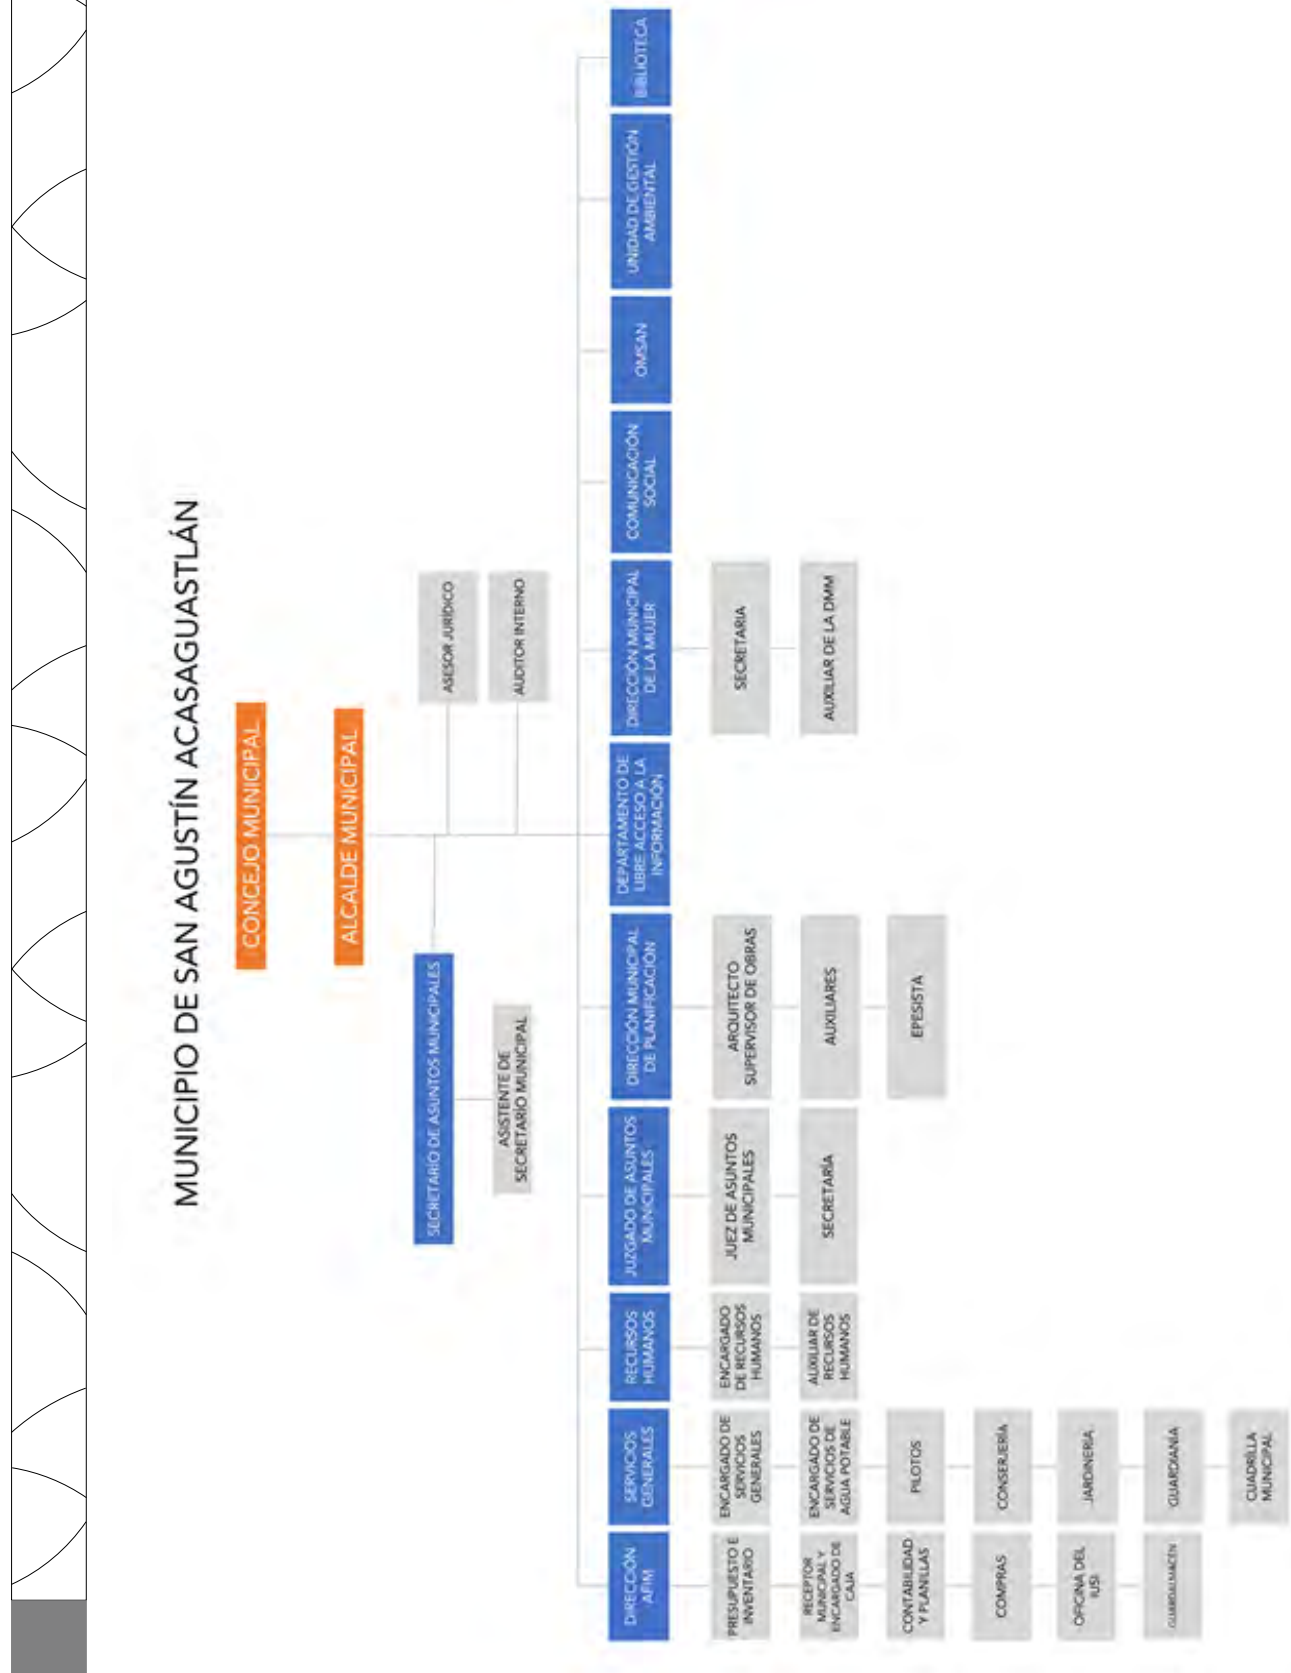 MUNICIPIO DE SAN AGUSTÍN ACASAGUASTLÁN
CONCEJO MUNICIPAL
ALCALDE MUNICIPAL
SECRETARIO DE ASUNTOS MUNICIPALES
ASISTENTE DE
SECRETARIO MUNICIPAL
ASESOR JURÍDICO
AUDITOR INTERNO
DIRECCIÓN
AFIM
PRESUPUESTO E
INVENTARIO
RECEPTOR
MUNICIPAL Y
ENCARGADO DE
CAJA
CONTABILIDAD
Y PLANILLAS
COMPRAS
OFICINA DEL
IUSI
GUARDALMACÉN
SERVICIOS
GENERALES
ENCARGADO DE
SERVICIOS
GENERALES
ENCARGADO DE
SERVICIOS DE
AGUA POTABLE
PILOTOS
CONSERJERÍA
JARDINERÍA
GUARDIANÍA
CUADRÍLLA
MUNICIPAL
RECURSOS
HUMANOS
ENCARGADO
DE RECURSOS
HUMANOS
AUXILIAR DE
RECURSOS
HUMANOS
JUZGADO DE ASUNTOS
MUNICIPALES
JUEZ DE ASUNTOS
MUNICIPALES
SECRETARÍA
DIRECCIÓN MUNICIPAL
DE PLANIFICACIÓN
ARQUITECTO
SUPERVISOR DE OBRAS
AUXILIARES
EPESISTA
DEPARTAMENTO DE
LIBRE ACCESO A LA
INFORMACIÓN
DIRECCIÓN MUNICIPAL
DE LA MUJER
SECRETARIA
AUXILIAR DE LA DMM
COMUNICACIÓN
SOCIAL
OMSAN
UNIDAD DE GESTIÓN
AMBIENTAL
BIBLIOTECA